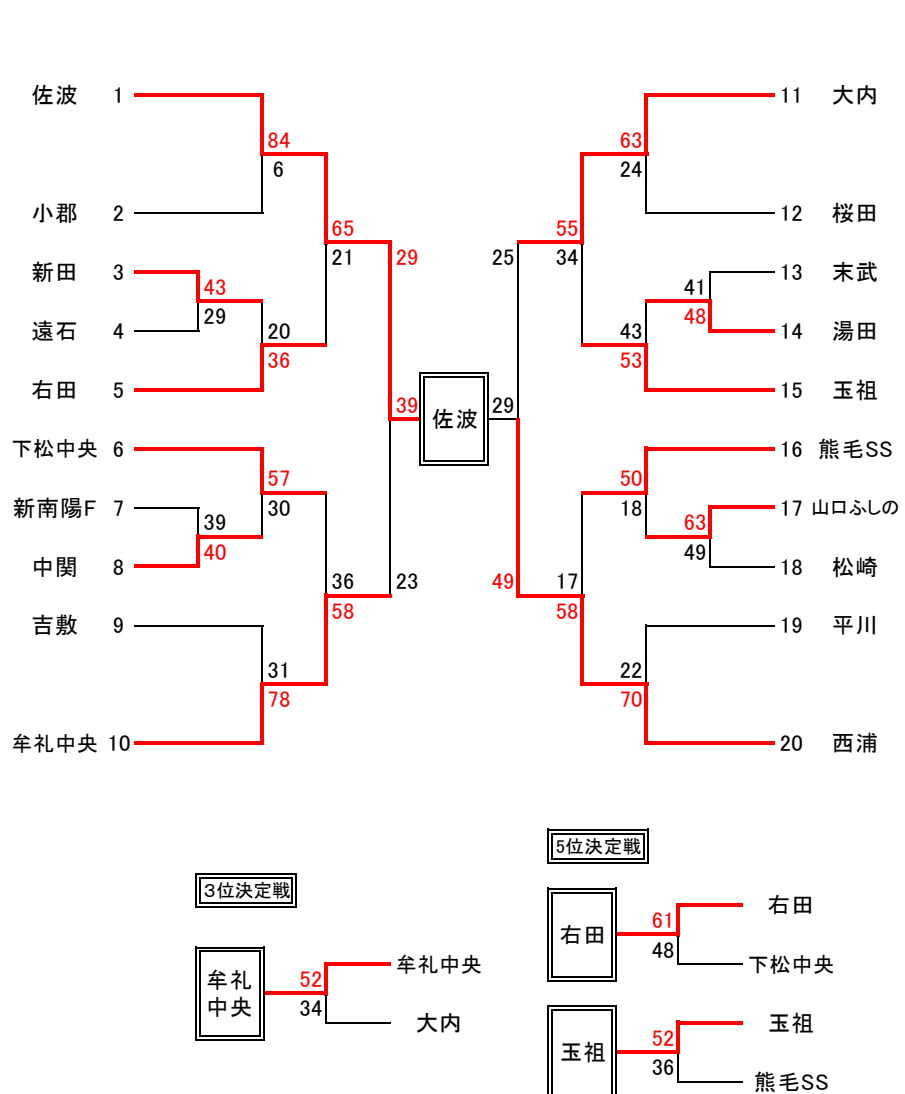 佐波 1 11 大内
84 63
6 24
小郡 2 12 桜田
65 55
21 29 25 34
新田 3 13 末武
43 41
29 48
遠石 4 20 43 14 湯田
36 53
右田 5 15 玉祖
39 佐波 29
下松中央 6 16 熊毛SS
57 50
新南陽F 7 30 18 17 山口ふしの
39 63
40 49
中関 8 18 松崎
36 23 49 17
58 58
吉敷 9 19 平川
31 22
78 70
牟礼中央 10 20 西浦
5位決定戦
3位決定戦
右田 61 右田
48 下松中央
牟礼
中央
52 牟礼中央
34 大内
玉祖 52 玉祖
36 熊毛SS